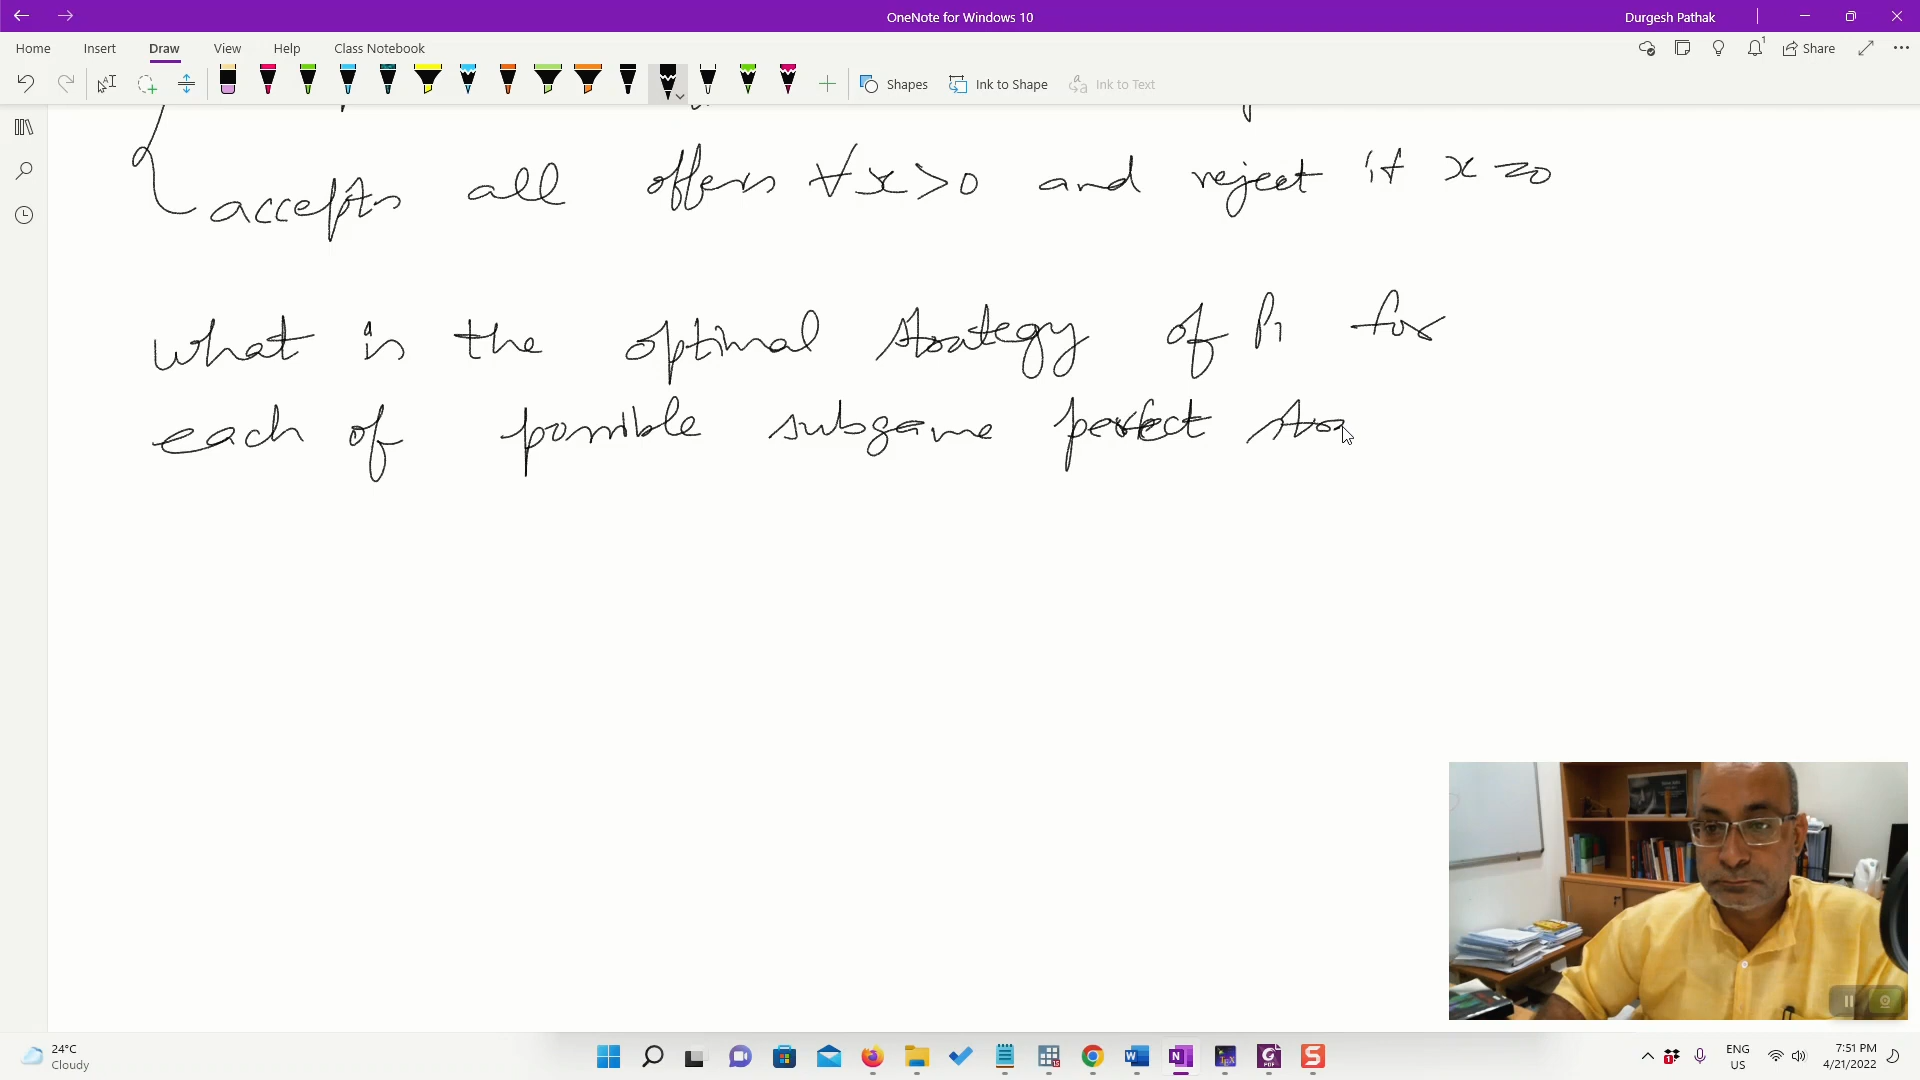 OneNote for Windows 10
Durgesh Pathak
Home Insert Draw View Help Class Notebook
Share
Shapes Ink to Shape Ink to Text
accepts all offers ∀x>0 and reject if x=0
what is the optimal strategy of P1 for
each of possible subgame perfect stra
24°C
Cloudy
ENG
US
7:51 PM
4/21/2022